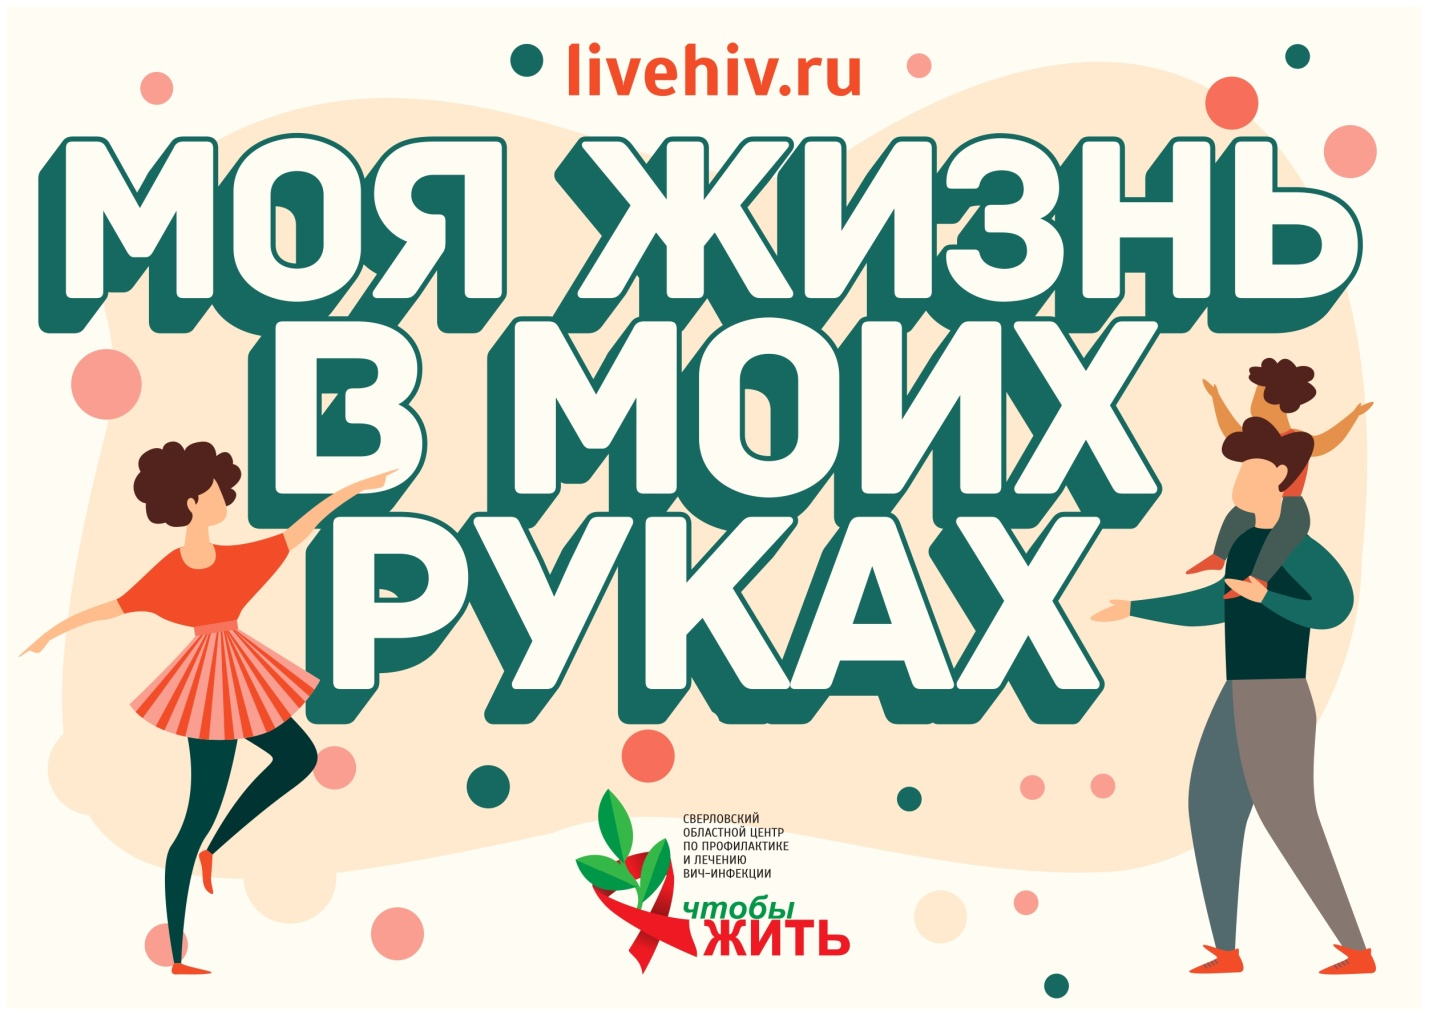 livehiv.ru
МОЯ ЖИЗНЬ
В МОИХ
РУКАХ
СВЕРЛОВСКИЙ
ОБЛАСТНОЙ ЦЕНТР
ПО ПРОФИЛАКТИКЕ
И ЛЕЧЕНИЮ
ВИЧ-ИНФЕКЦИИ
чтобы
ЖИТЬ